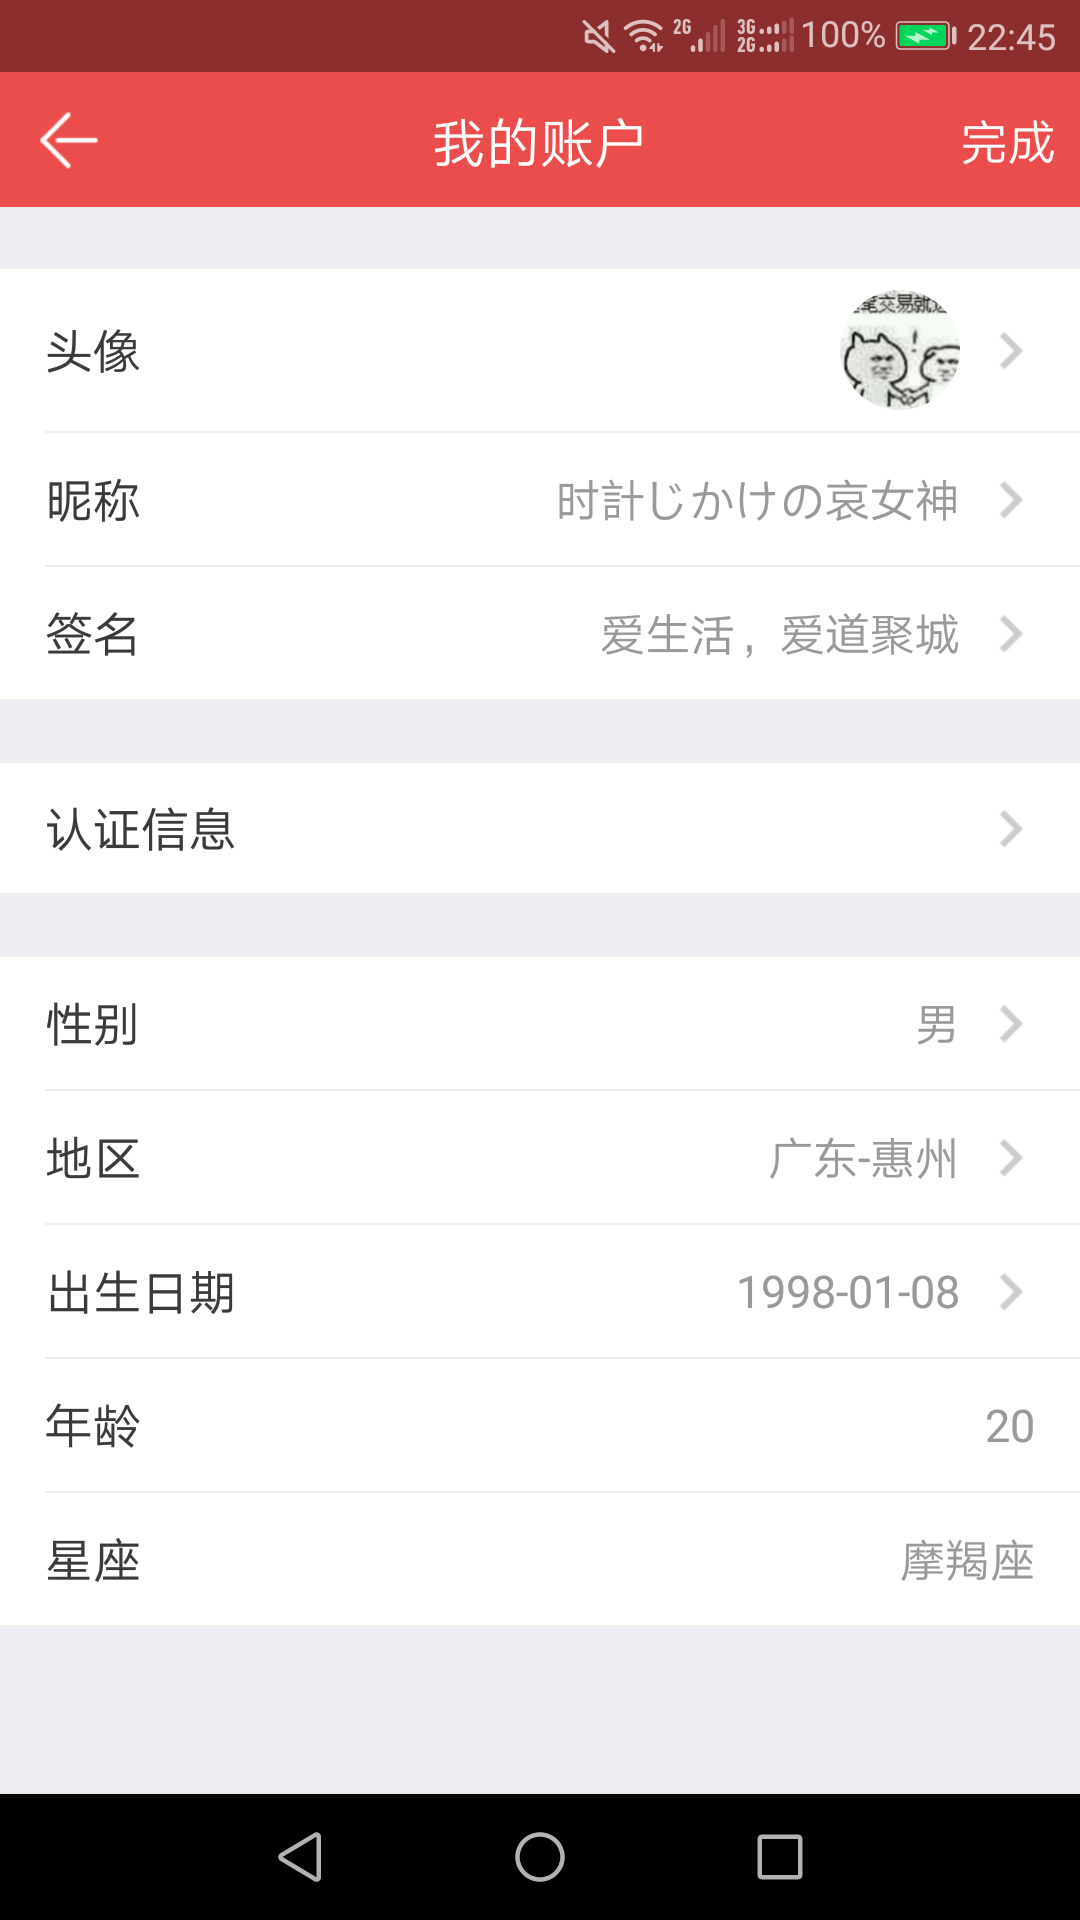 2G 3G 2G 100% 22:45
我的账户 完成
笔交易就这
头像
昵称 时計じかけの哀女神
签名 爱生活，爱道聚城
认证信息
性别 男
地区 广东-惠州
出生日期 1998-01-08
年龄 20
星座 摩羯座